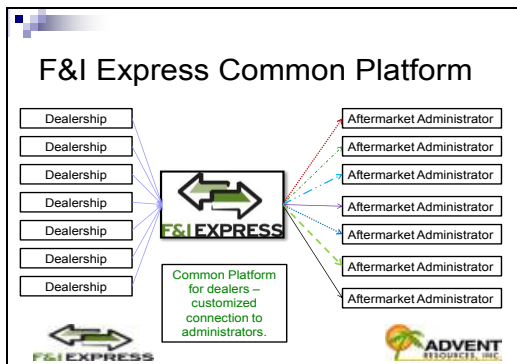 F&I Express Common Platform
Dealership
Dealership
Dealership
Dealership
Dealership
Dealership
Dealership
F&I EXPRESS
Common Platform
for dealers –
customized
connection to
administrators.
Aftermarket Administrator
Aftermarket Administrator
Aftermarket Administrator
Aftermarket Administrator
Aftermarket Administrator
Aftermarket Administrator
Aftermarket Administrator
F&I EXPRESS
ADVENT
RESOURCES, INC.